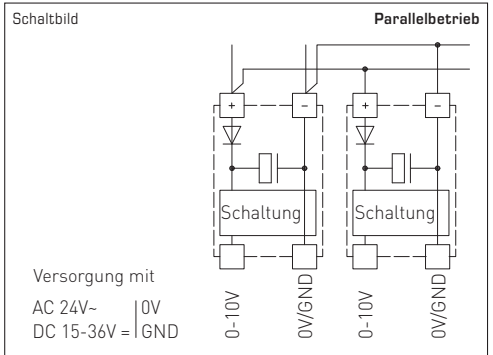 Schaltbild
Parallelbetrieb
+ − + −
Schaltung Schaltung
Versorgung mit
AC 24V~ | 0V
DC 15-36V = | GND
0-10V
0V/GND
0-10V
0V/GND